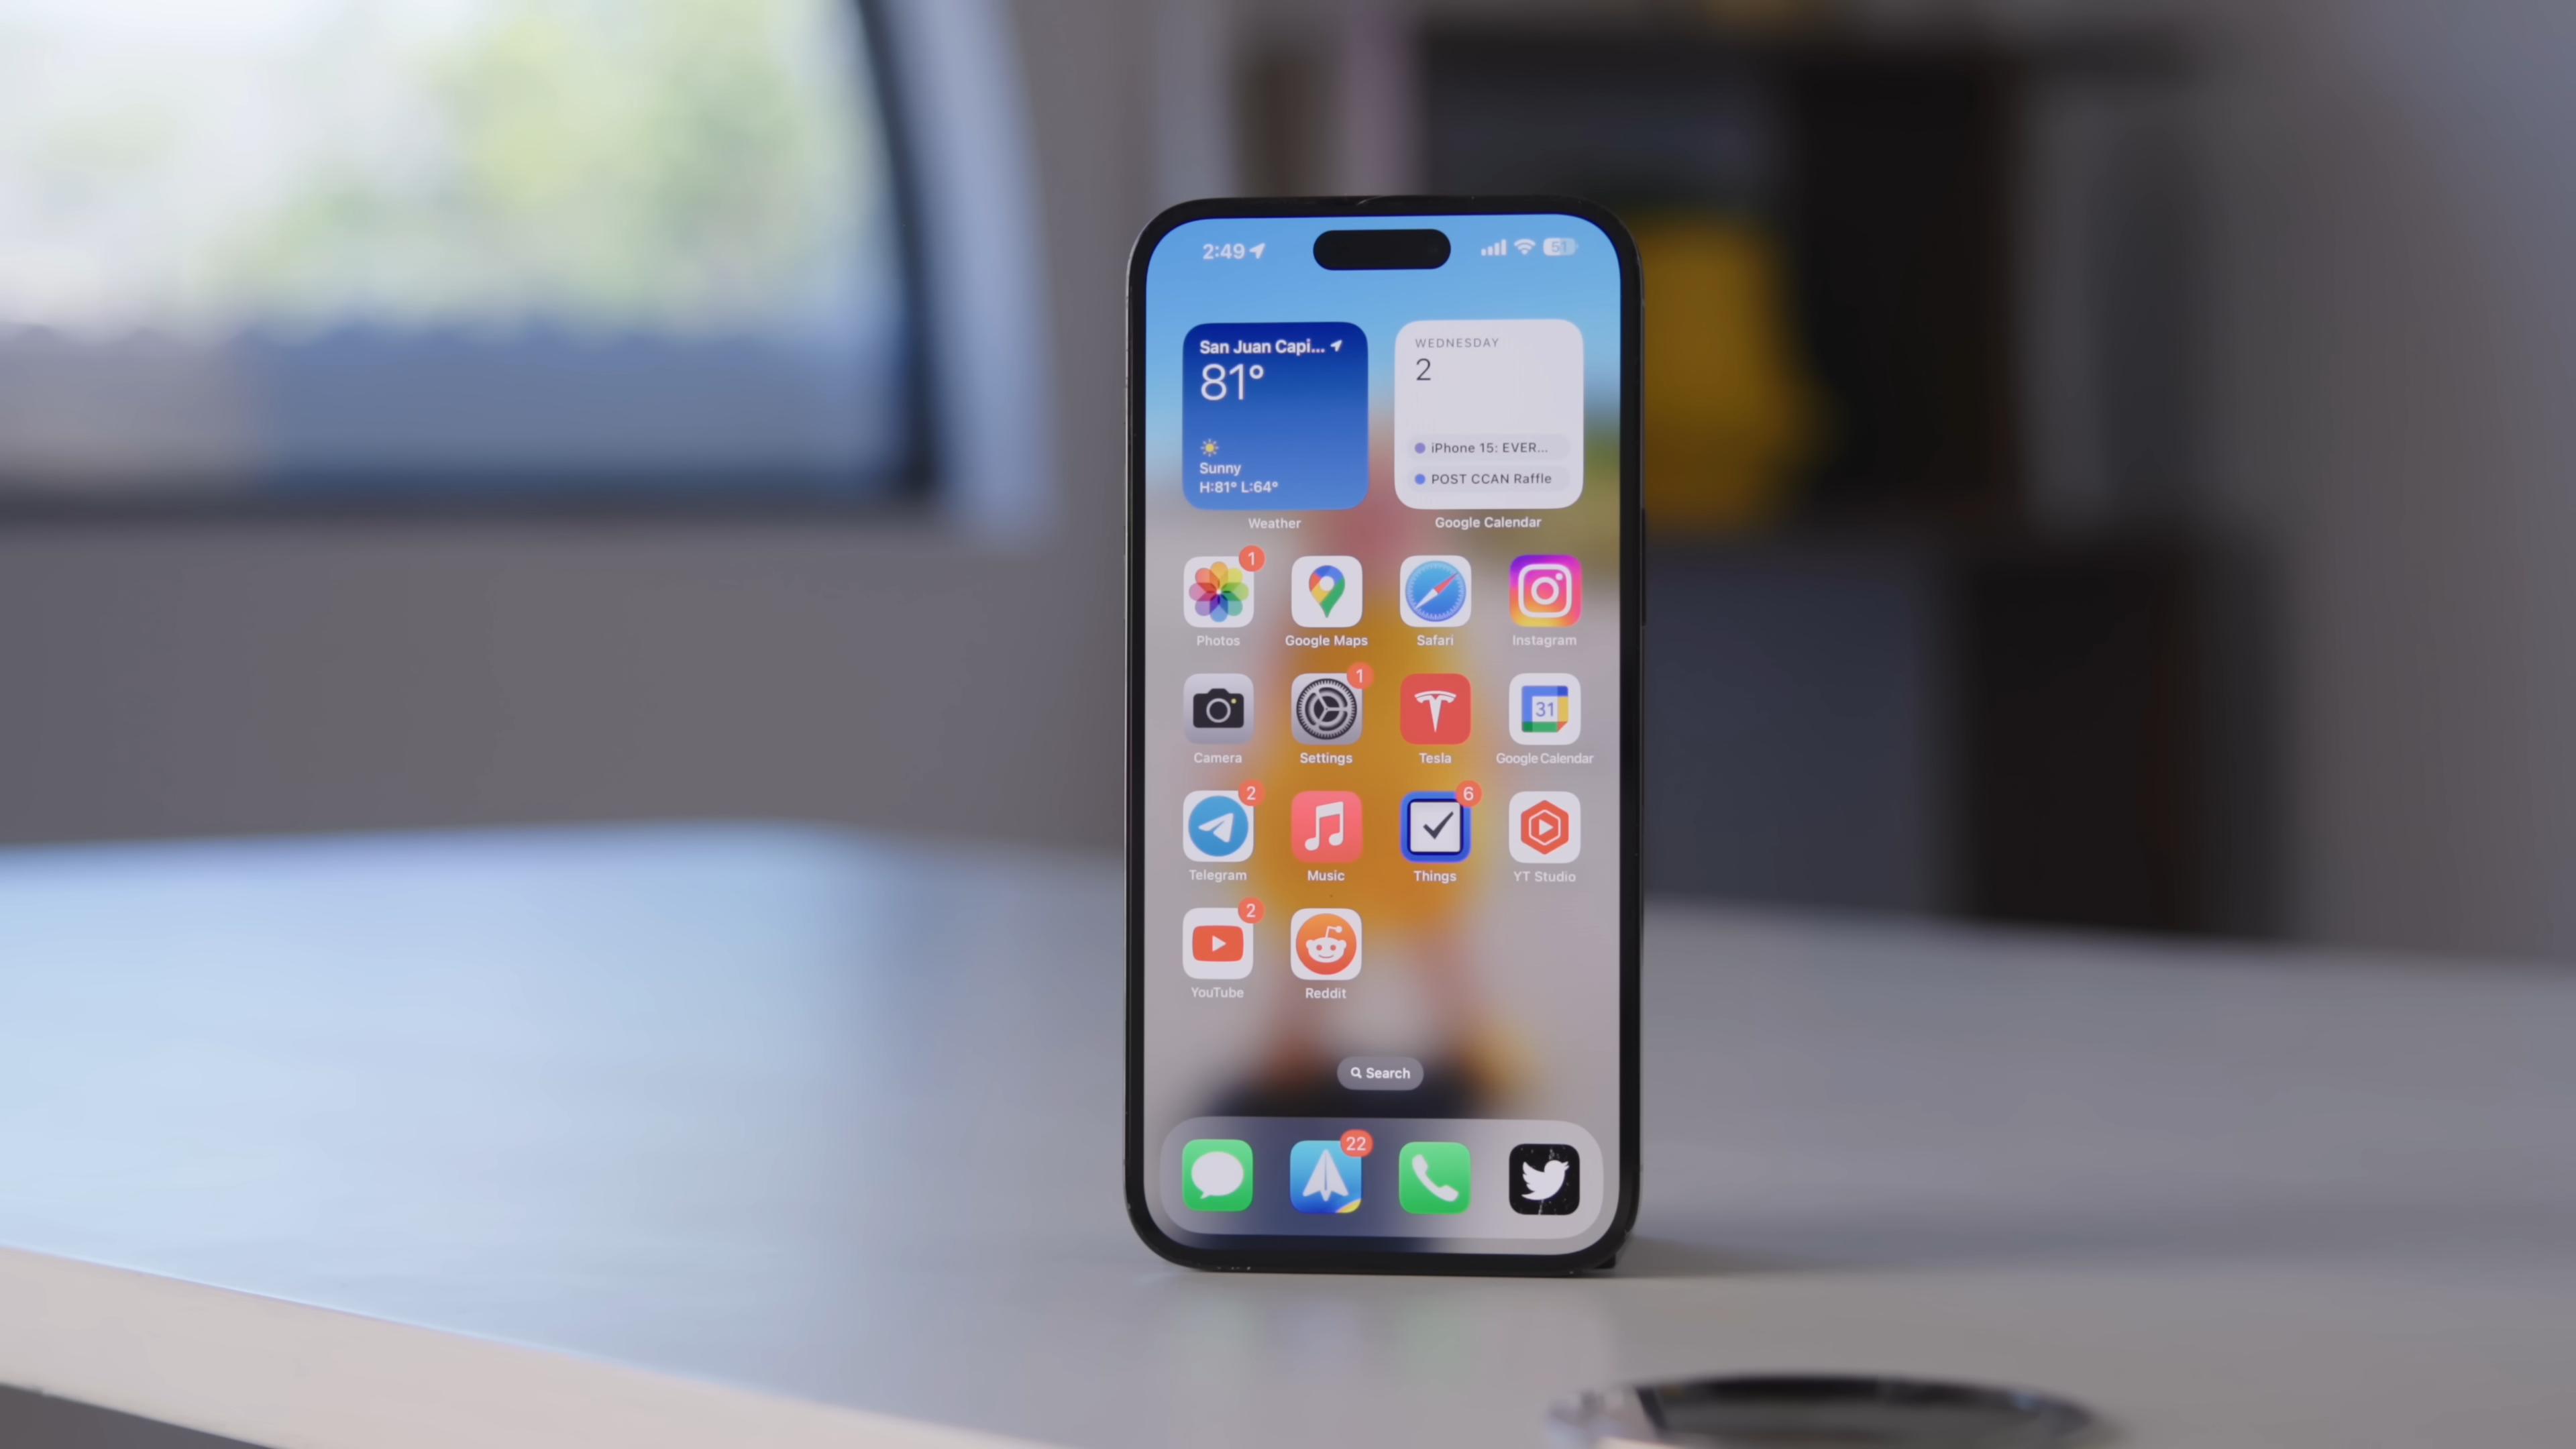 2:49
51
San Juan Capi...
81°
Sunny
H:81° L:64°
Weather
WEDNESDAY
2
iPhone 15: EVER...
POST CCAN Raffle
Google Calendar
1
Photos
Google Maps
Safari
Instagram
Camera
1
Settings
Tesla
31
Google Calendar
2
Telegram
Music
6
Things
YT Studio
2
YouTube
Reddit
Search
22